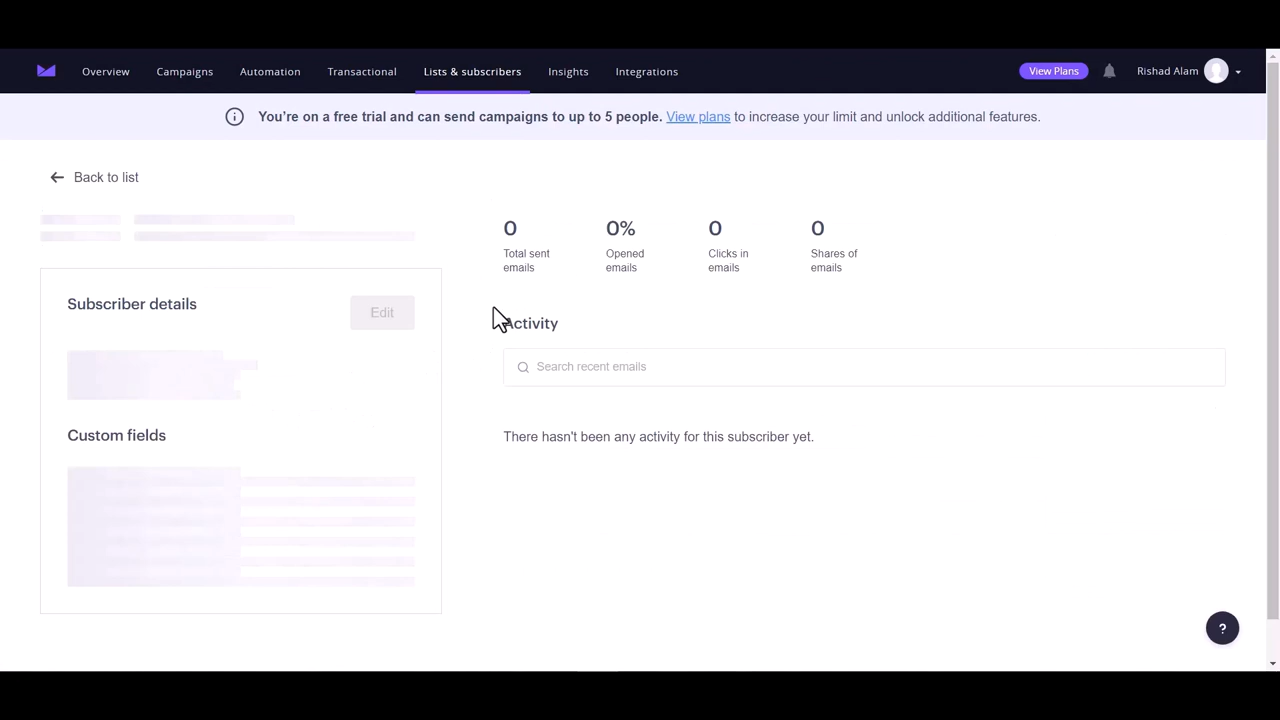 Overview Campaigns Automation Transactional Lists & subscribers Insights Integrations View Plans Rishad Alam
You're on a free trial and can send campaigns to up to 5 people. View plans to increase your limit and unlock additional features.
Back to list
0 0% 0 0
Total sent emails Opened emails Clicks in emails Shares of emails
Subscriber details Edit
Activity
Search recent emails
Custom fields
There hasn't been any activity for this subscriber yet.
?